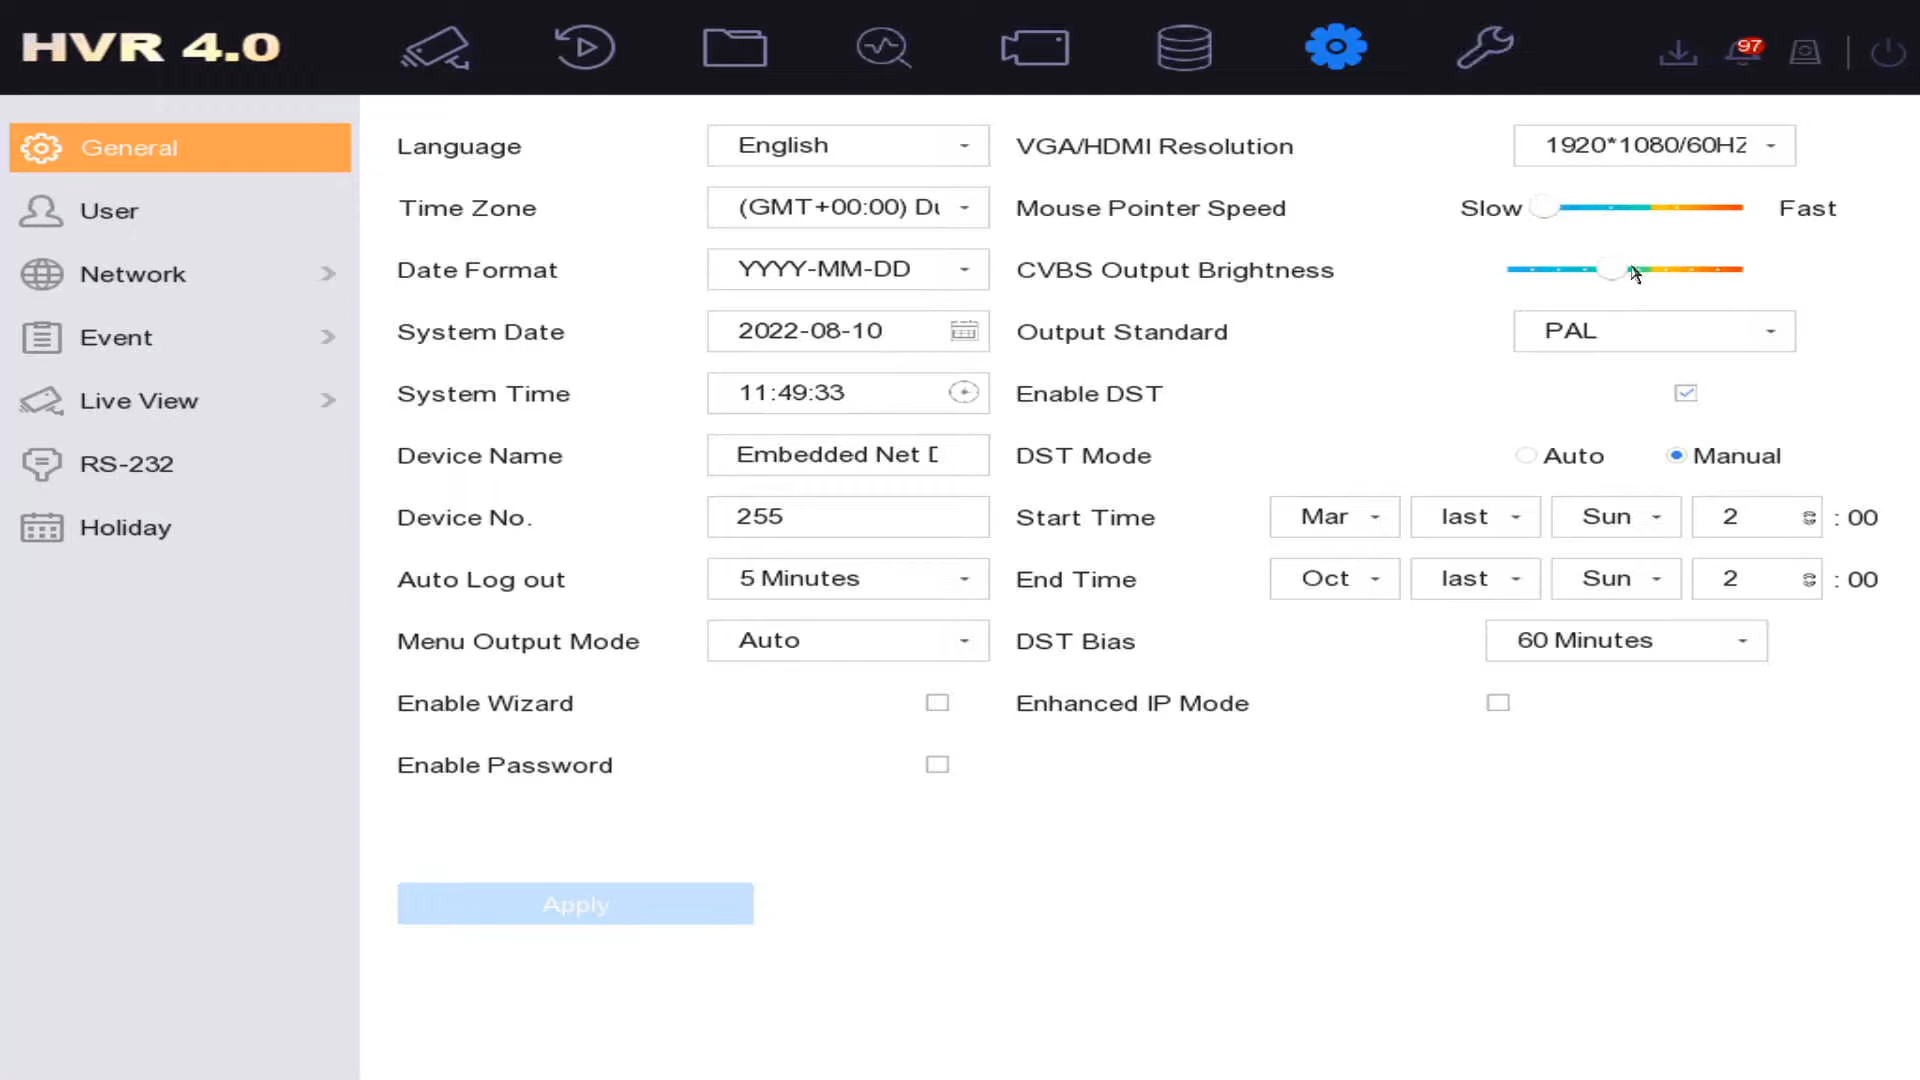 HVR 4.0
97
General
User
Network
Event
Live View
RS-232
Holiday
Language English VGA/HDMI Resolution 1920*1080/60HZ
Time Zone (GMT+00:00) Du Mouse Pointer Speed Slow Fast
Date Format YYYY-MM-DD CVBS Output Brightness
System Date 2022-08-10 Output Standard PAL
System Time 11:49:33 Enable DST
Device Name Embedded Net D DST Mode Auto Manual
Device No. 255 Start Time Mar last Sun 2 : 00
Auto Log out 5 Minutes End Time Oct last Sun 2 : 00
Menu Output Mode Auto DST Bias 60 Minutes
Enable Wizard Enhanced IP Mode
Enable Password
Apply